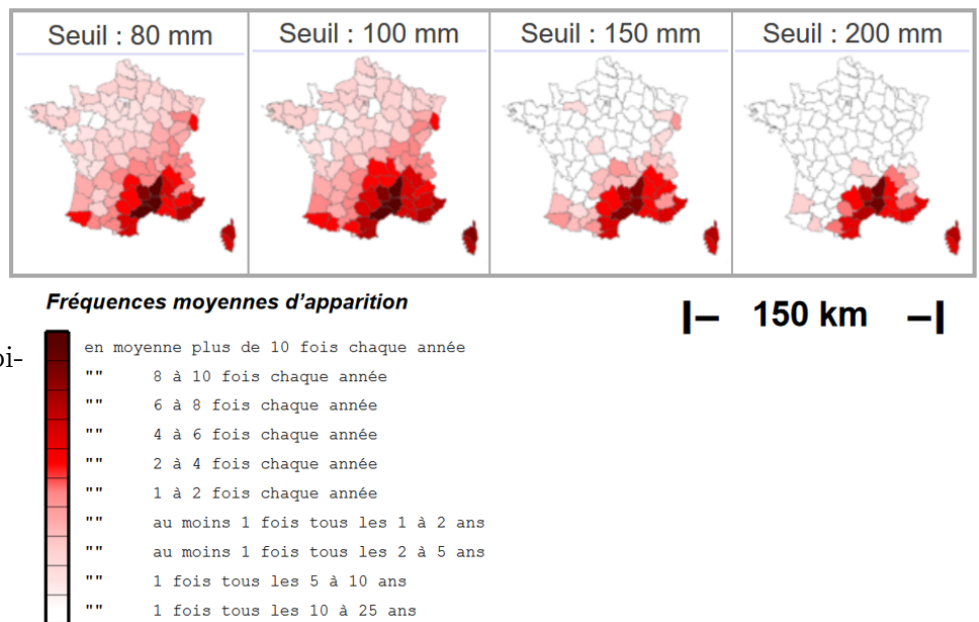 Seuil : 80 mm
Seuil : 100 mm
Seuil : 150 mm
Seuil : 200 mm
Fréquences moyennes d'apparition
|– 150 km –|
oi-
en moyenne plus de 10 fois chaque année
"" 8 à 10 fois chaque année
"" 6 à 8 fois chaque année
"" 4 à 6 fois chaque année
"" 2 à 4 fois chaque année
"" 1 à 2 fois chaque année
"" au moins 1 fois tous les 1 à 2 ans
"" au moins 1 fois tous les 2 à 5 ans
"" 1 fois tous les 5 à 10 ans
"" 1 fois tous les 10 à 25 ans